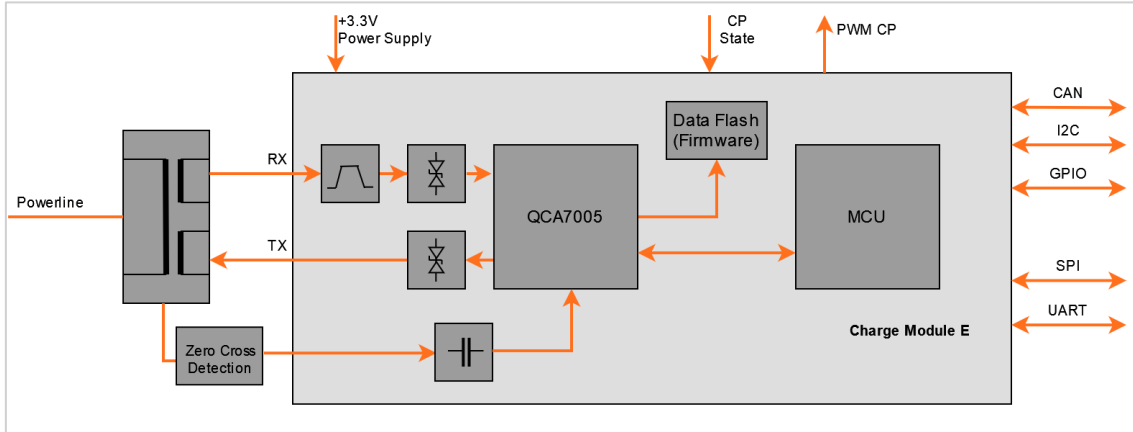 +3.3V
Power Supply
CP
State
PWM CP
CAN
I2C
GPIO
SPI
UART
Data Flash
(Firmware)
RX
QCA7005
MCU
Powerline
TX
Charge Module E
Zero Cross
Detection